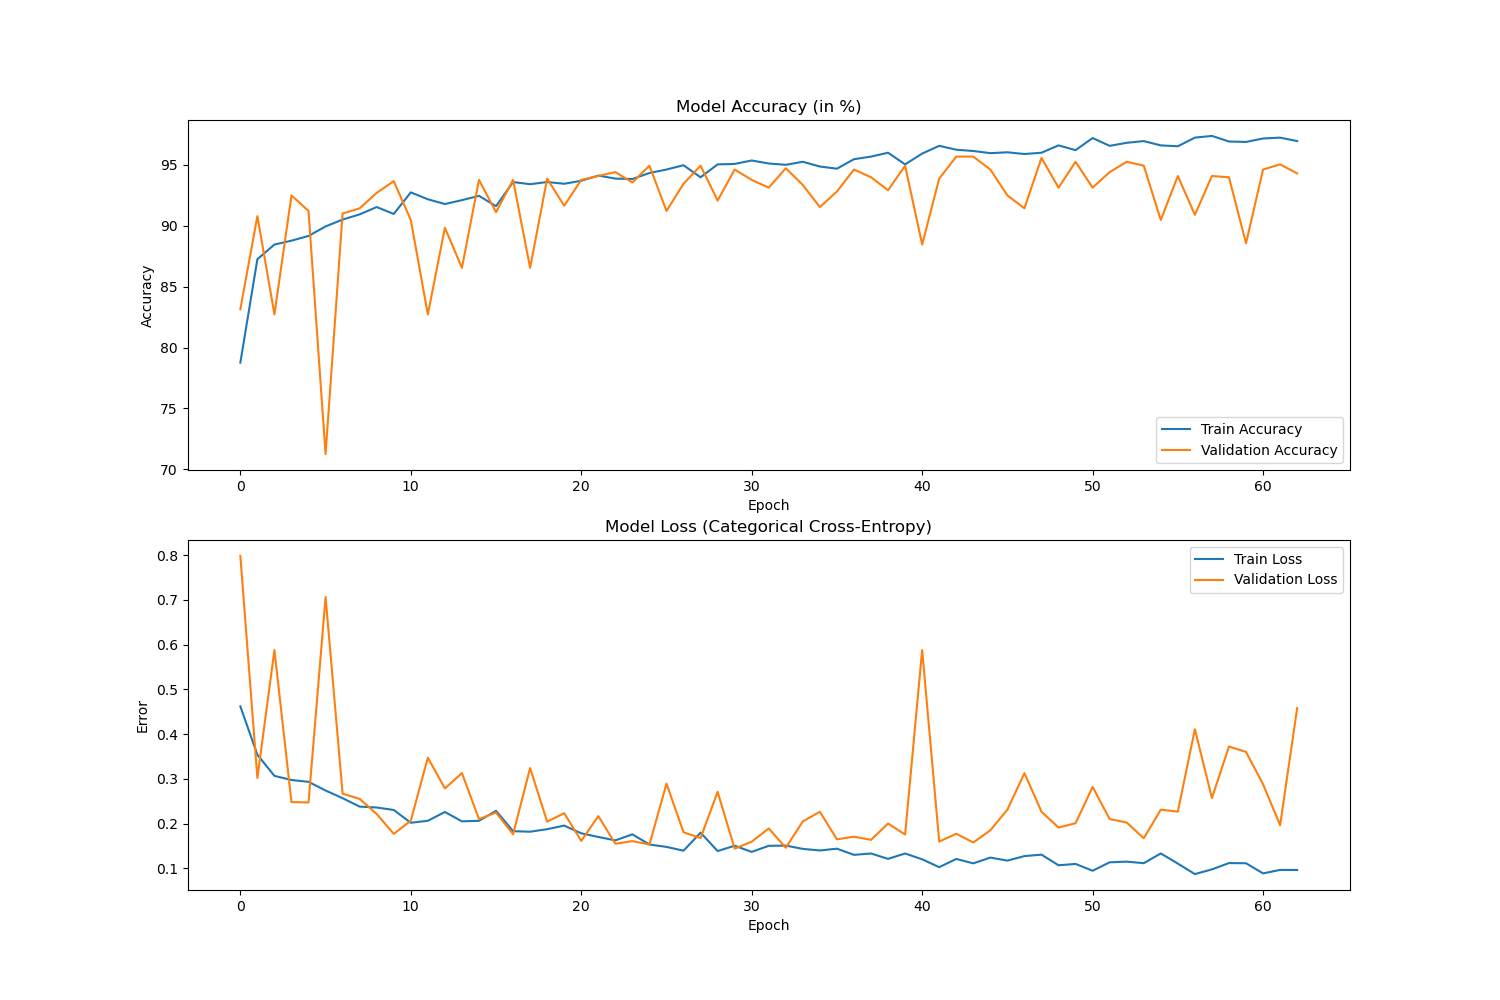 Model Accuracy (in %)
Accuracy
95
90
85
80
75
70
Train Accuracy
Validation Accuracy
0 10 20 30 40 50 60
Epoch
Model Loss (Categorical Cross-Entropy)
Error
0.8
0.7
0.6
0.5
0.4
0.3
0.2
0.1
Train Loss
Validation Loss
0 10 20 30 40 50 60
Epoch